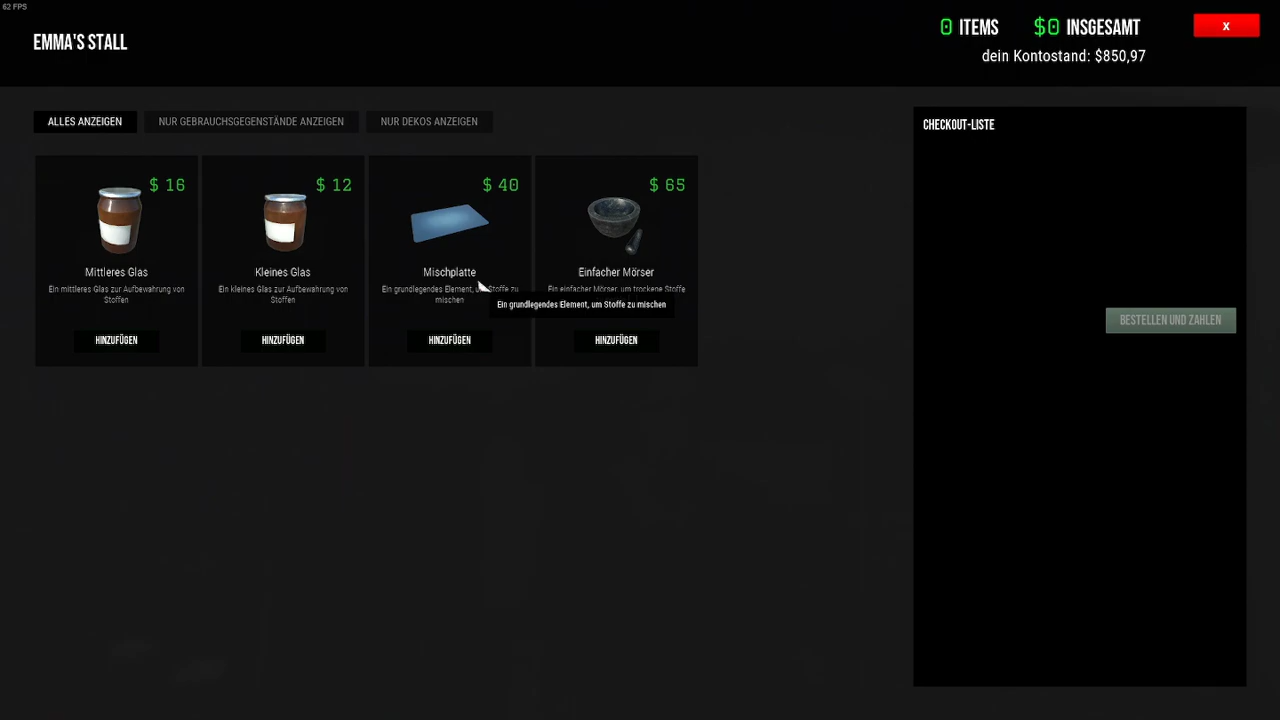 62 FPS
EMMA'S STALL
0 ITEMS $0 INSGESAMT
dein Kontostand: $850,97
X
ALLES ANZEIGEN NUR GEBRAUCHSGEGENSTÄNDE ANZEIGEN NUR DEKOS ANZEIGEN
CHECKOUT-LISTE
$ 16
Mittleres Glas
Ein mittleres Glas zur Aufbewahrung von
Stoffen
HINZUFÜGEN
$ 12
Kleines Glas
Ein kleines Glas zur Aufbewahrung von
Stoffen
HINZUFÜGEN
$ 40
Mischplatte
Ein grundlegendes Element, um Stoffe zu
mischen
HINZUFÜGEN
$ 65
Einfacher Mörser
Ein einfacher Mörser, um trockene Stoffe
Ein grundlegendes Element, um Stoffe zu mischen
HINZUFÜGEN
BESTELLEN UND ZAHLEN